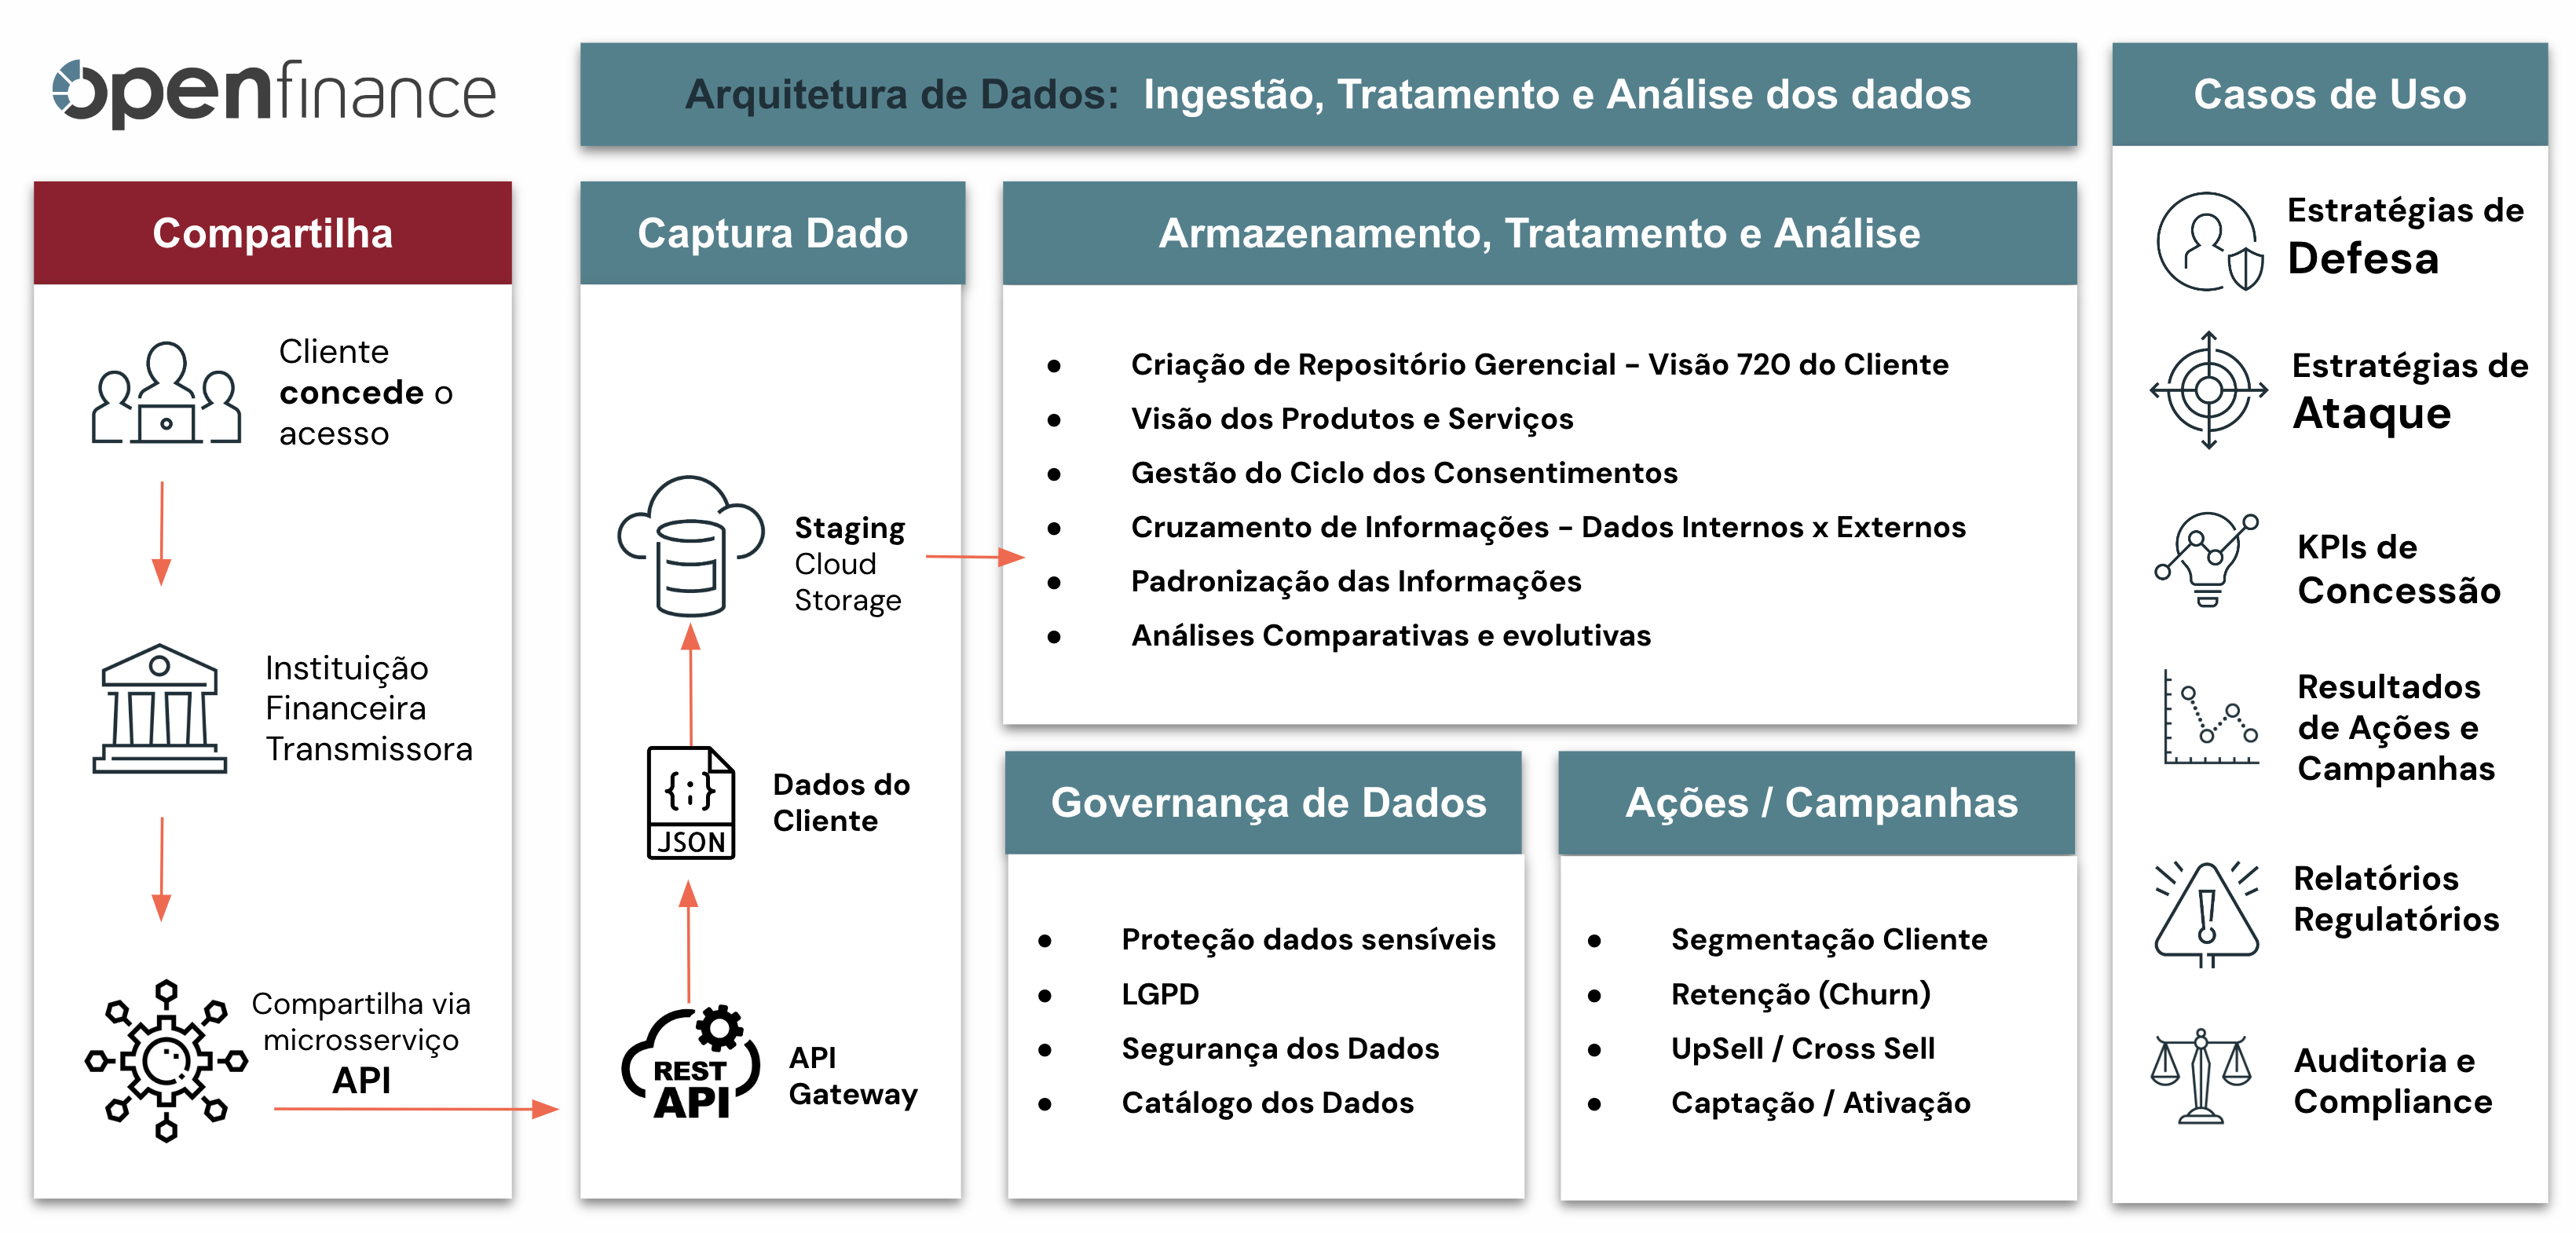 openfinance
Arquitetura de Dados: Ingestão, Tratamento e Análise dos dados
Compartilha
Cliente
concede o
acesso
Instituição
Financeira
Transmissora
Compartilha via
microsserviço
API
Captura Dado
Staging
Cloud
Storage
{;}
JSON
Dados do
Cliente
REST
API
API
Gateway
Armazenamento, Tratamento e Análise
● Criação de Repositório Gerencial - Visão 720 do Cliente
● Visão dos Produtos e Serviços
● Gestão do Ciclo dos Consentimentos
● Cruzamento de Informações - Dados Internos x Externos
● Padronização das Informações
● Análises Comparativas e evolutivas
Governança de Dados
● Proteção dados sensíveis
● LGPD
● Segurança dos Dados
● Catálogo dos Dados
Ações / Campanhas
● Segmentação Cliente
● Retenção (Churn)
● UpSell / Cross Sell
● Captação / Ativação
Casos de Uso
Estratégias de
Defesa
Estratégias de
Ataque
KPIs de
Concessão
Resultados
de Ações e
Campanhas
Relatórios
Regulatórios
Auditoria e
Compliance